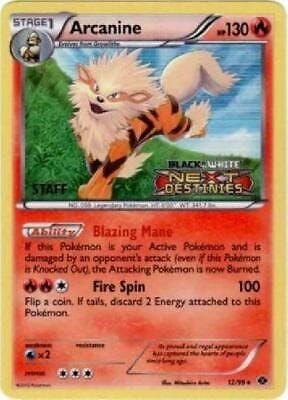 STAGE1 Arcanine HP130
Evolves from Growlithe
STAFF
BLACK & WHITE
NEXT
DESTINIES
NO. 059 Legendary Pokémon HT: 6'03" WT: 341.7 lbs.
Ability Blazing Mane
If this Pokémon is your Active Pokémon and is
damaged by an opponent's attack (even if this Pokémon
is Knocked Out), the Attacking Pokémon is now Burned.
Fire Spin 100
Flip a coin. If tails, discard 2 Energy attached to this
Pokémon.
weakness resistance
×2
retreat
As proud and regal appearance
has captured the hearts of people
since long ago.
Illus. Mitsuhiro Arita 12/99 ★